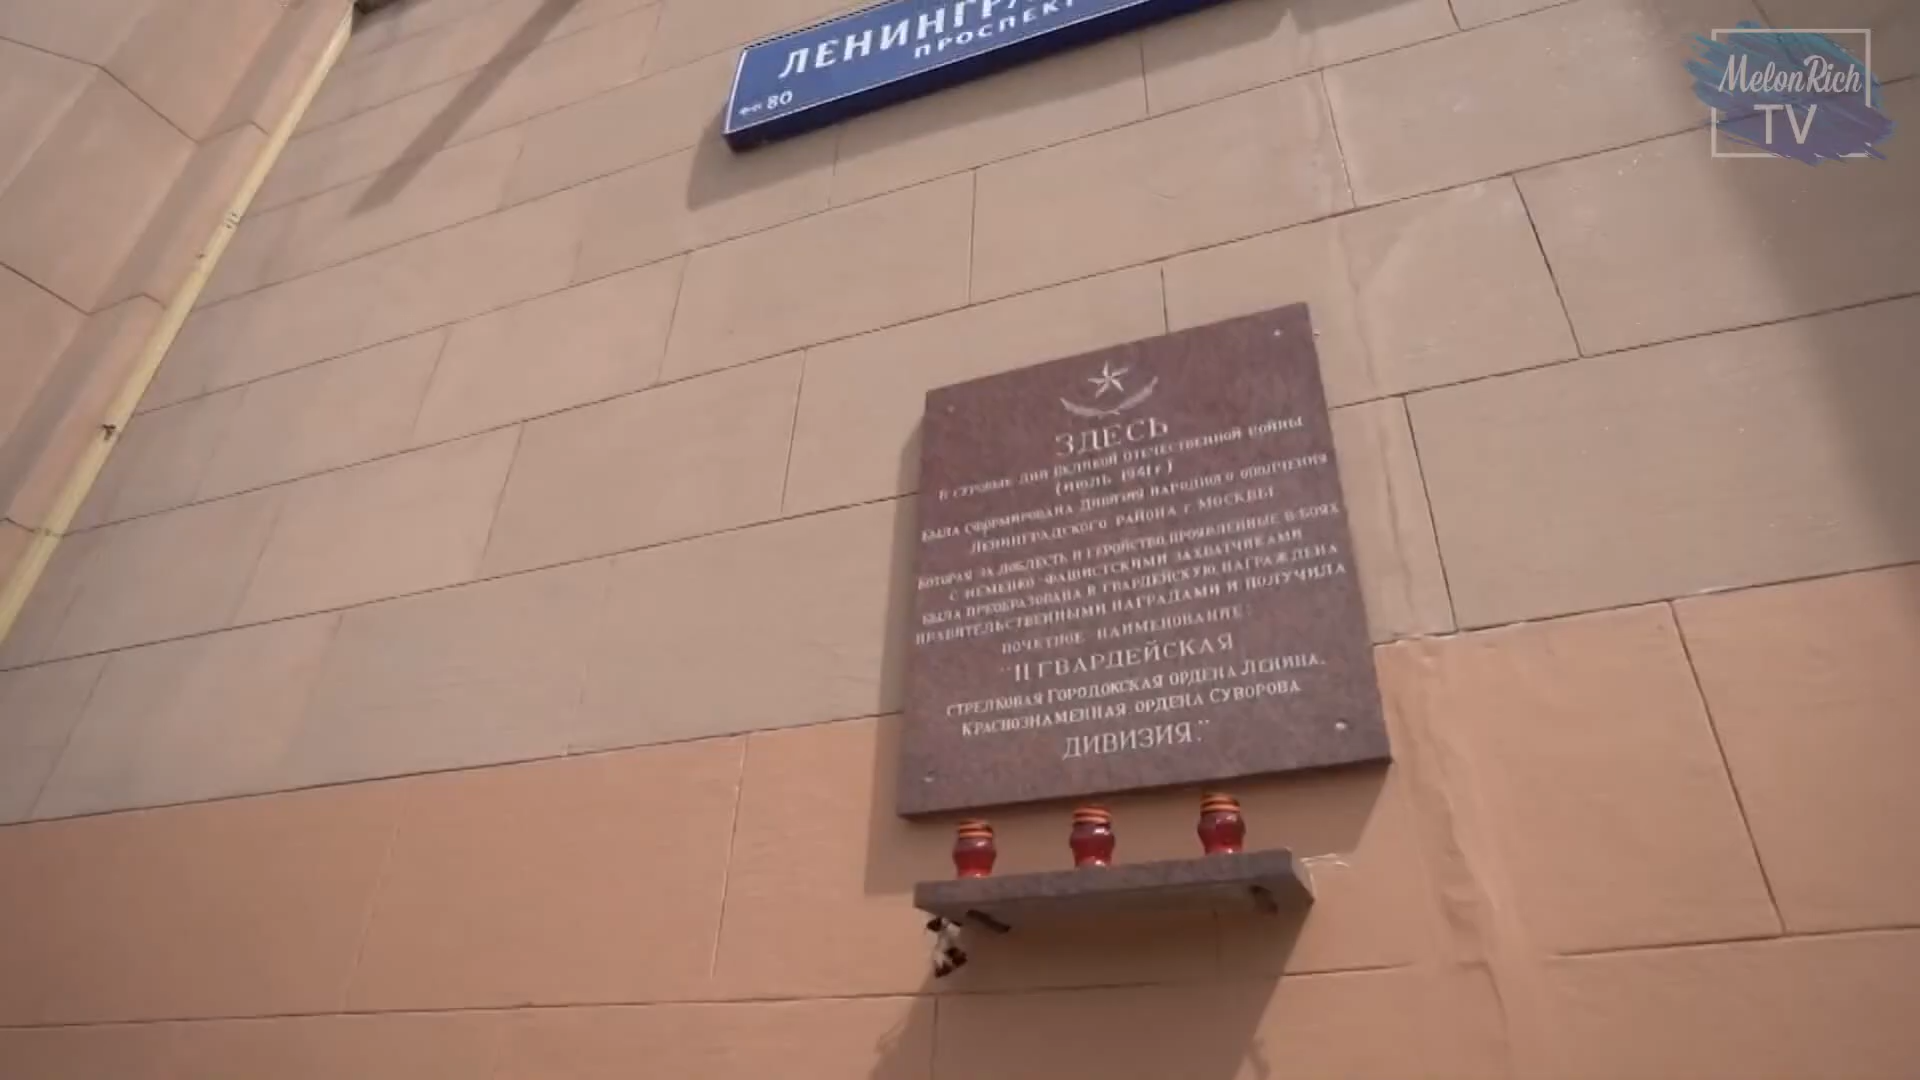 ЛЕНИНГРА
ПРОСПЕКТ
80
MelonRich
TV
ЗДЕСЬ
В СУРОВЫЕ ДНИ ВЕЛИКОЙ ОТЕЧЕСТВЕННОЙ ВОЙНЫ
(ИЮЛЬ 1941 г.)
БЫЛА СФОРМИРОВАНА ДИВИЗИЯ НАРОДНОГО ОПОЛЧЕНИЯ
ЛЕНИНГРАДСКОГО РАЙОНА г. МОСКВЫ
КОТОРАЯ ЗА ДОБЛЕСТЬ И ГЕРОЙСТВО, ПРОЯВЛЕННЫЕ В БОЯХ
С НЕМЕЦКО-ФАШИСТСКИМИ ЗАХВАТЧИКАМИ
БЫЛА ПРЕОБРАЗОВАНА В ГВАРДЕЙСКУЮ, НАГРАЖДЕНА
ПРАВИТЕЛЬСТВЕННЫМИ НАГРАДАМИ И ПОЛУЧИЛА
ПОЧЕТНОЕ НАИМЕНОВАНИЕ:
"11 ГВАРДЕЙСКАЯ
СТРЕЛКОВАЯ ГОРОДОКСКАЯ ОРДЕНА ЛЕНИНА,
КРАСНОЗНАМЕННАЯ, ОРДЕНА СУВОРОВА
ДИВИЗИЯ."